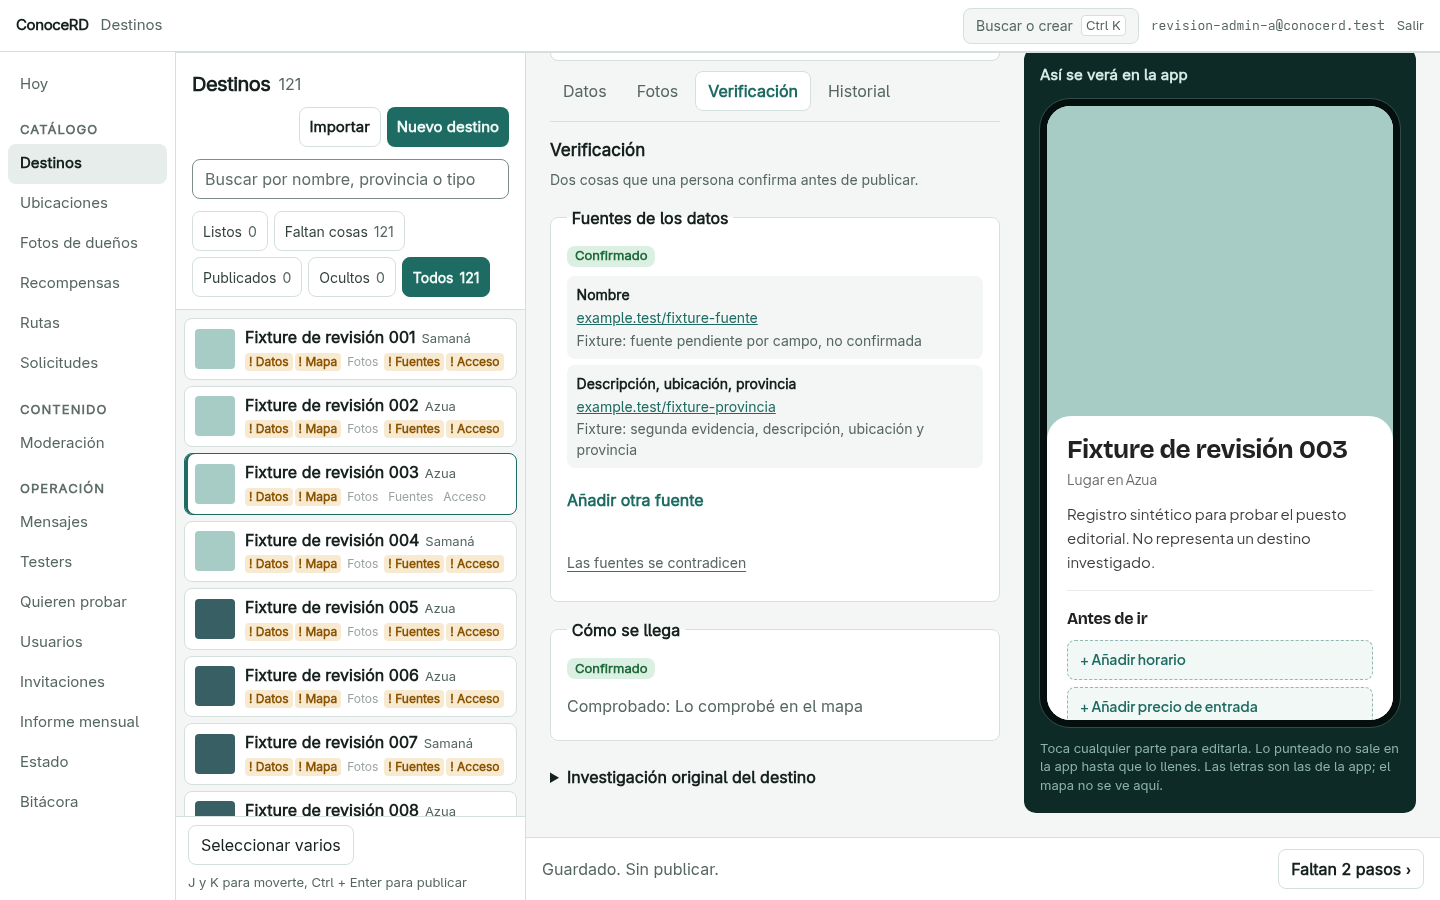 ConoceRD Destinos
Buscar o crear Ctrl K revision-admin-a@conocerd.test Salir
Hoy
CATÁLOGO
Destinos
Ubicaciones
Fotos de dueños
Recompensas
Rutas
Solicitudes
CONTENIDO
Moderación
OPERACIÓN
Mensajes
Testers
Quieren probar
Usuarios
Invitaciones
Informe mensual
Estado
Bitácora
Destinos 121
Importar Nuevo destino
Buscar por nombre, provincia o tipo
Listos 0 Faltan cosas 121
Publicados 0 Ocultos 0 Todos 121
Fixture de revisión 001 Samaná
! Datos ! Mapa Fotos ! Fuentes ! Acceso
Fixture de revisión 002 Azua
! Datos ! Mapa Fotos ! Fuentes ! Acceso
Fixture de revisión 003 Azua
! Datos ! Mapa Fotos Fuentes Acceso
Fixture de revisión 004 Samaná
! Datos ! Mapa Fotos ! Fuentes ! Acceso
Fixture de revisión 005 Azua
! Datos ! Mapa Fotos ! Fuentes ! Acceso
Fixture de revisión 006 Azua
! Datos ! Mapa Fotos ! Fuentes ! Acceso
Fixture de revisión 007 Samaná
! Datos ! Mapa Fotos ! Fuentes ! Acceso
Fixture de revisión 008 Azua
Seleccionar varios
J y K para moverte, Ctrl + Enter para publicar
Datos Fotos Verificación Historial
Verificación
Dos cosas que una persona confirma antes de publicar.
Fuentes de los datos
Confirmado
Nombre
example.test/fixture-fuente
Fixture: fuente pendiente por campo, no confirmada
Descripción, ubicación, provincia
example.test/fixture-provincia
Fixture: segunda evidencia, descripción, ubicación y
provincia
Añadir otra fuente
Las fuentes se contradicen
Cómo se llega
Confirmado
Comprobado: Lo comprobé en el mapa
▶ Investigación original del destino
Guardado. Sin publicar.
Faltan 2 pasos ›
Así se verá en la app
Fixture de revisión 003
Lugar en Azua
Registro sintético para probar el puesto
editorial. No representa un destino
investigado.
Antes de ir
+ Añadir horario
+ Añadir precio de entrada
Toca cualquier parte para editarla. Lo punteado no sale en
la app hasta que lo llenes. Las letras son las de la app; el
mapa no se ve aquí.